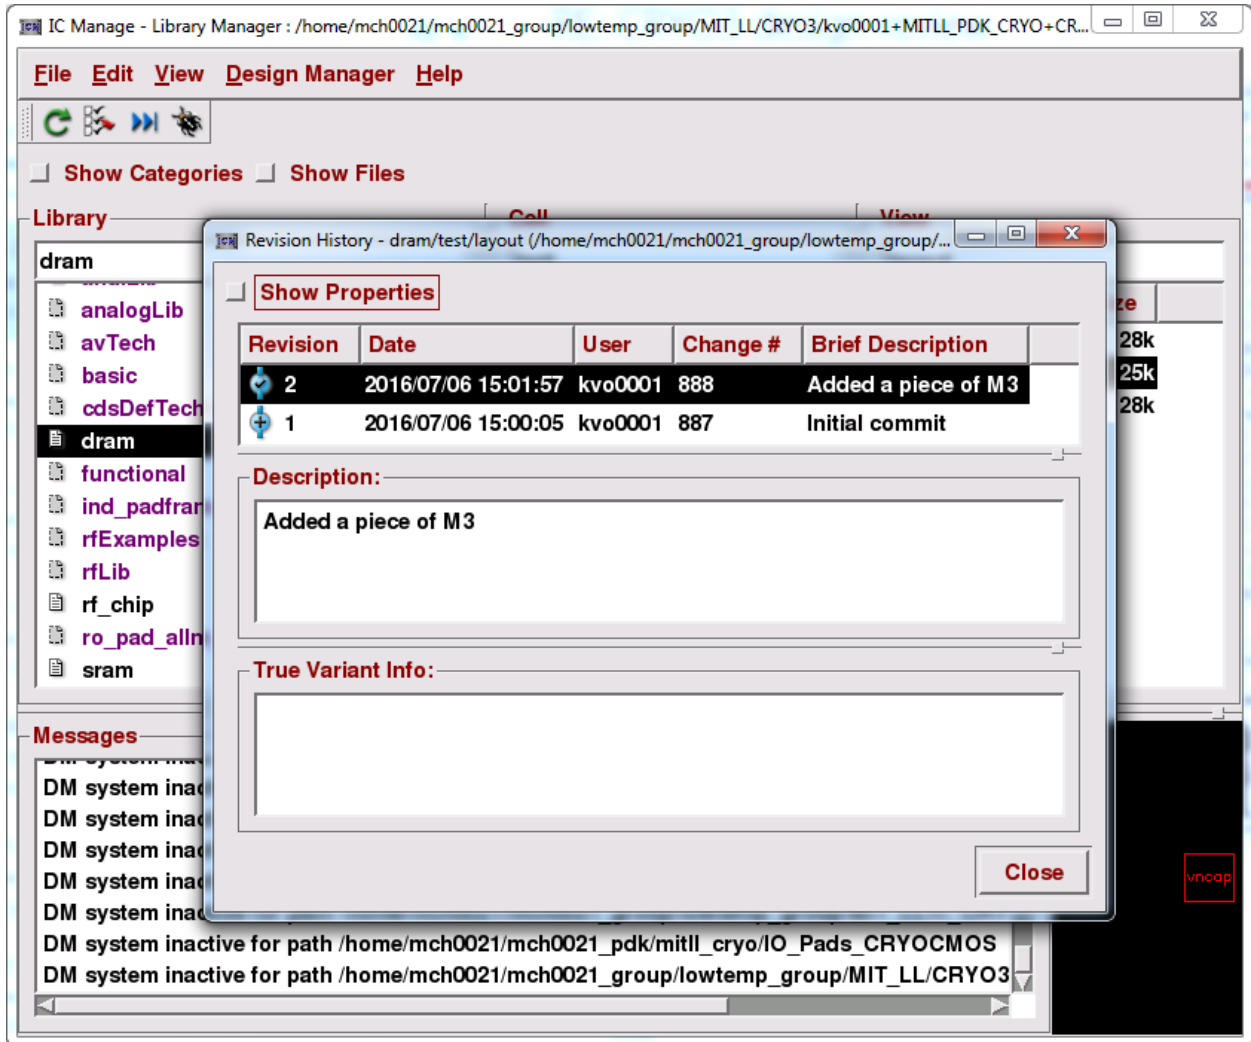 IC Manage - Library Manager : /home/mch0021/mch0021_group/lowtemp_group/MIT_LL/CRYO3/kvo0001+MITLL_PDK_CRYO+CR...
File Edit View Design Manager Help
Show Categories Show Files
Library Cell View
dram
analogLib
avTech
basic
cdsDefTech
dram
functional
ind_padfran
rfExamples
rfLib
rf_chip
ro_pad_alln
sram
ze
28k
25k
28k
Revision History - dram/test/layout (/home/mch0021/mch0021_group/lowtemp_group/...
Show Properties
Revision Date User Change # Brief Description
2 2016/07/06 15:01:57 kvo0001 888 Added a piece of M3
1 2016/07/06 15:00:05 kvo0001 887 Initial commit
Description:
Added a piece of M3
True Variant Info:
Close
Messages
DM system inac
DM system inac
DM system inac
DM system inac
DM system inac
DM system inactive for path /home/mch0021/mch0021_pdk/mitll_cryo/IO_Pads_CRYOCMOS
DM system inactive for path /home/mch0021/mch0021_group/lowtemp_group/MIT_LL/CRYO3
vncap